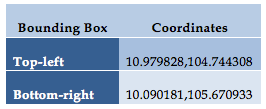 Bounding Box Coordinates
Top-left 10.979828,104.744308
Bottom-right 10.090181,105.670933